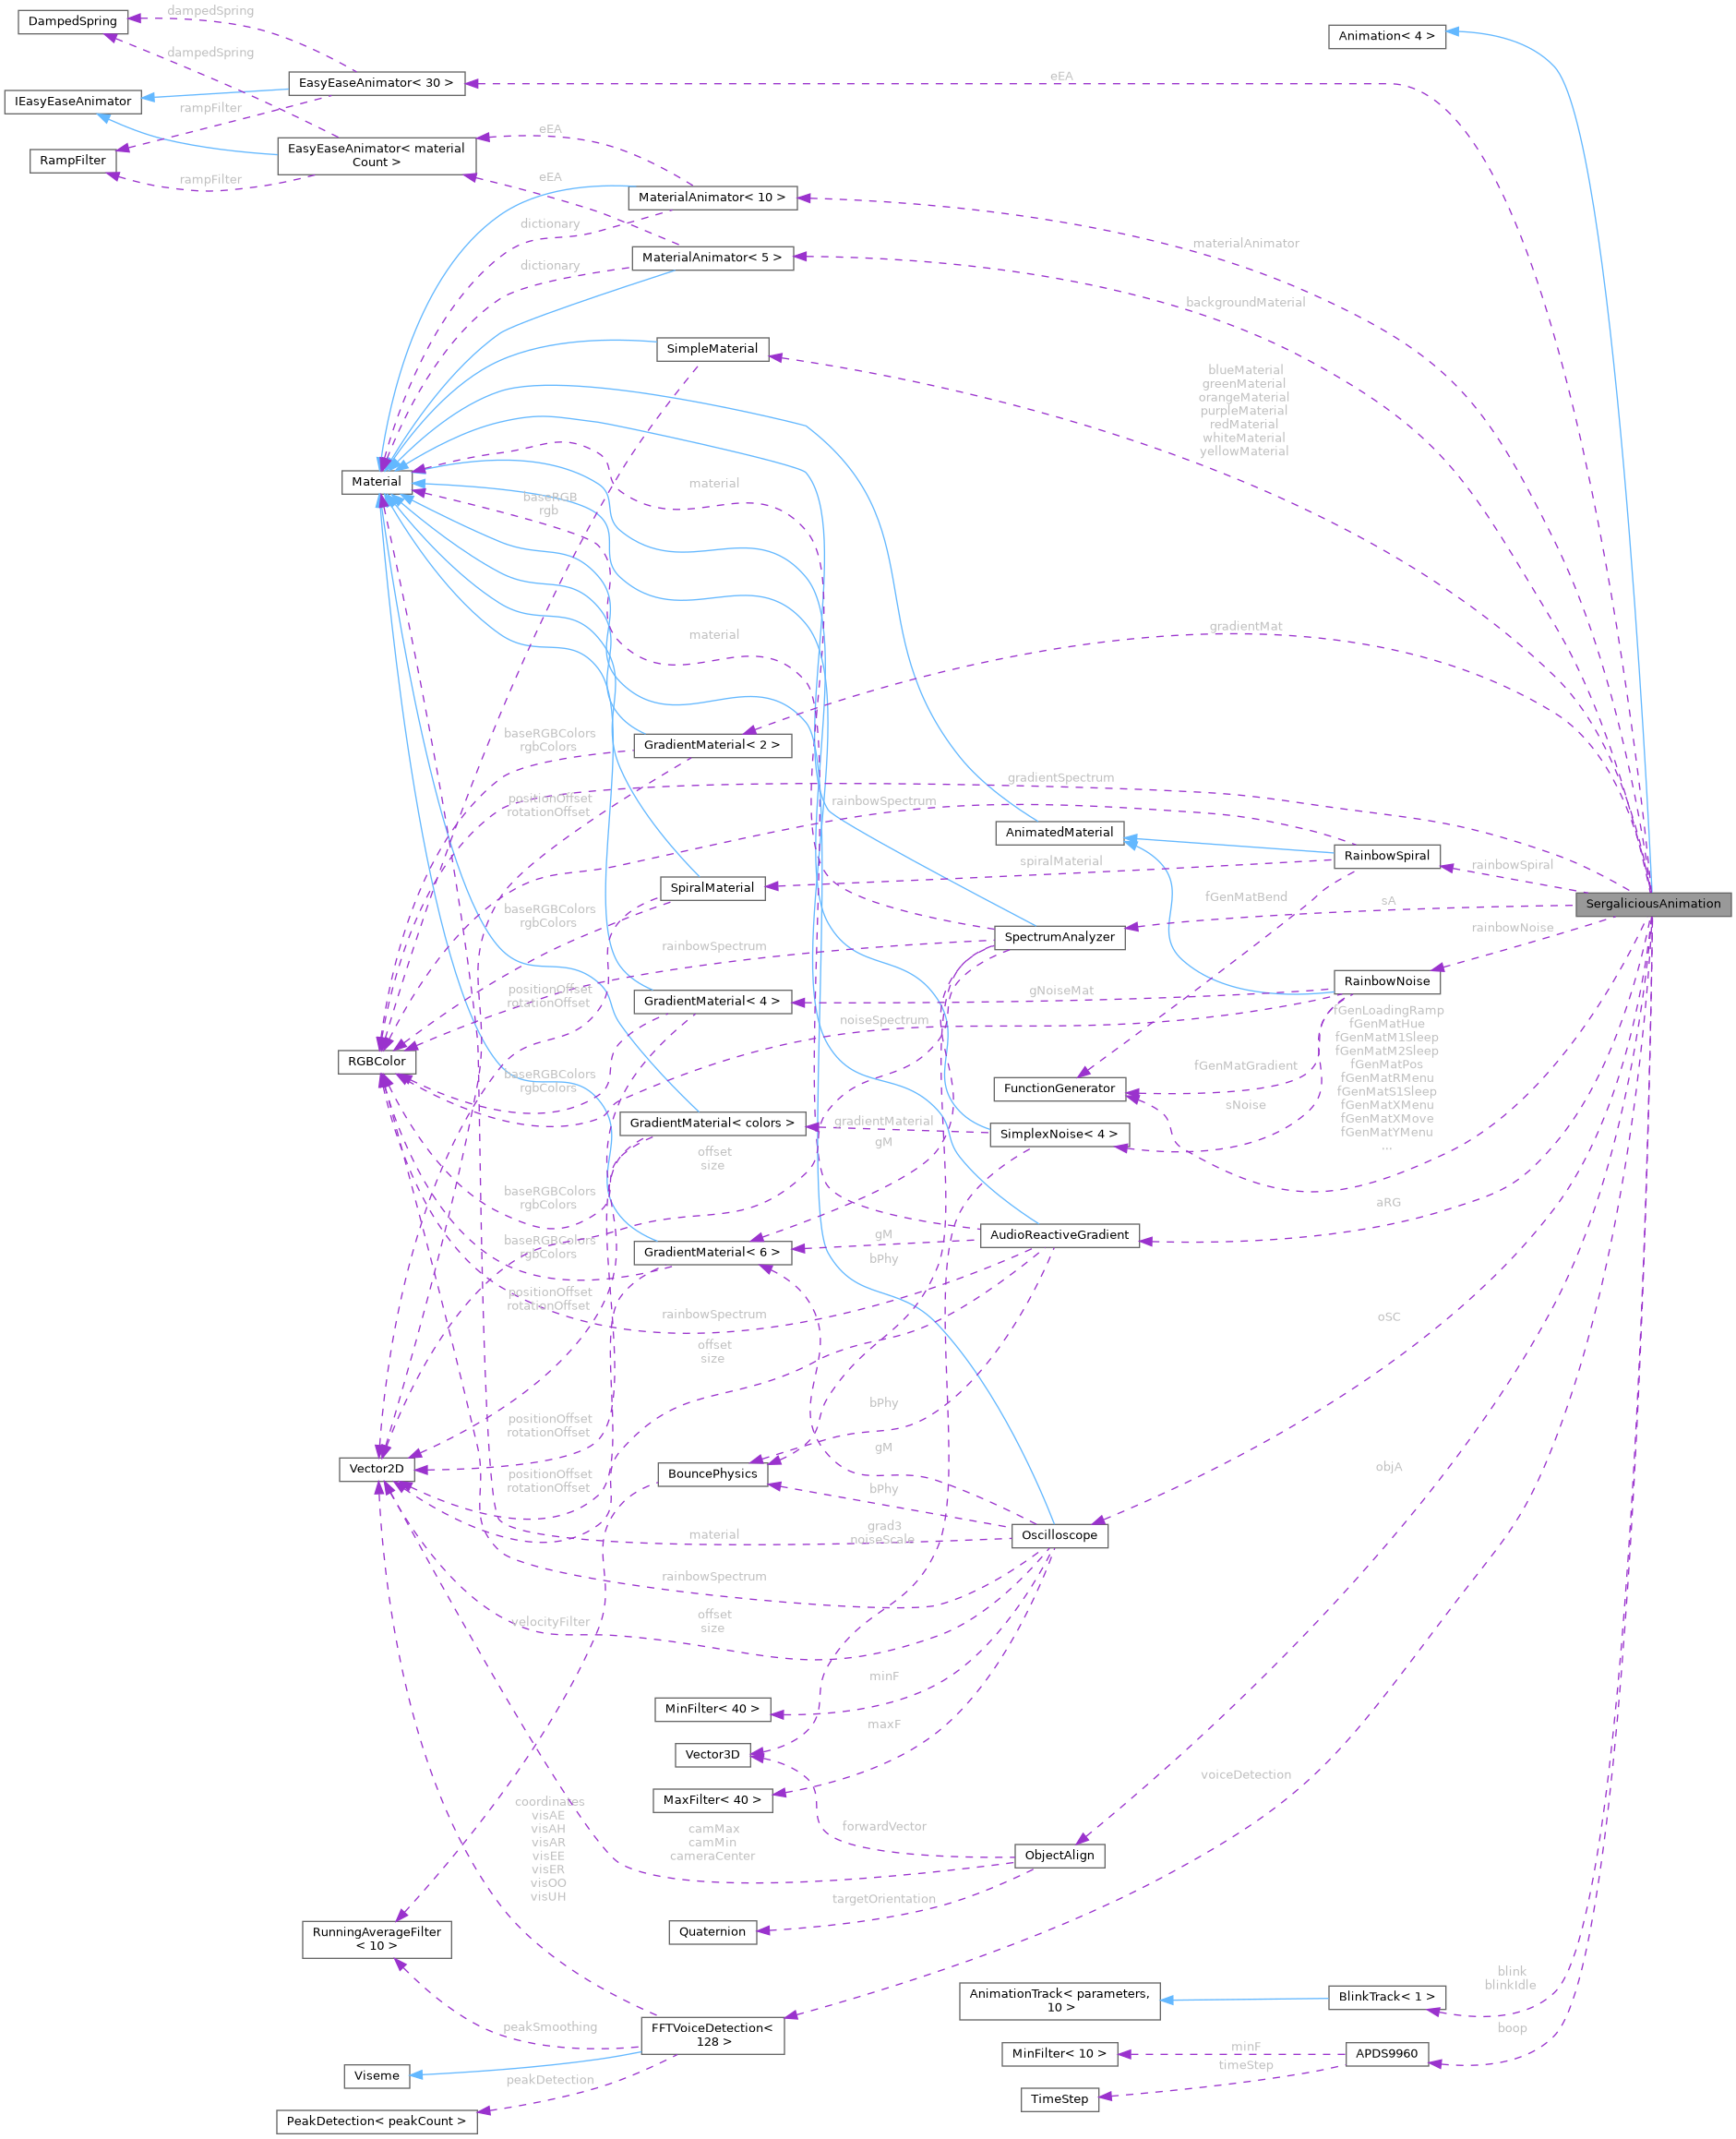 dampedSpring
DampedSpring
Animation< 4 >
dampedSpring
EasyEaseAnimator< 30 >
eEA
IEasyEaseAnimator
rampFilter
eEA
EasyEaseAnimator< material
Count >
RampFilter
rampFilter
eEA
MaterialAnimator< 10 >
dictionary
materialAnimator
MaterialAnimator< 5 >
dictionary
backgroundMaterial
SimpleMaterial
blueMaterial
greenMaterial
orangeMaterial
purpleMaterial
redMaterial
whiteMaterial
yellowMaterial
Material
material
baseRGB
rgb
material
gradientMat
baseRGBColors
rgbColors
GradientMaterial< 2 >
gradientSpectrum
positionOffset
rotationOffset
rainbowSpectrum
AnimatedMaterial
RainbowSpiral
spiralMaterial
rainbowSpiral
SpiralMaterial
fGenMatBend
sA
SergaliciousAnimation
baseRGBColors
rgbColors
rainbowSpectrum
SpectrumAnalyzer
rainbowNoise
RainbowNoise
positionOffset
rotationOffset
GradientMaterial< 4 >
gNoiseMat
noiseSpectrum
fGenLoadingRamp
fGenMatHue
fGenMatM1Sleep
fGenMatM2Sleep
fGenMatPos
fGenMatRMenu
fGenMatS1Sleep
fGenMatXMenu
fGenMatXMove
fGenMatYMenu
...
RGBColor
baseRGBColors
rgbColors
FunctionGenerator
fGenMatGradient
sNoise
GradientMaterial< colors >
gradientMaterial
gM
SimplexNoise< 4 >
offset
size
baseRGBColors
rgbColors
aRG
baseRGBColors
rgbColors
GradientMaterial< 6 >
gM
bPhy
AudioReactiveGradient
positionOffset
rotationOffset
rainbowSpectrum
oSC
offset
size
positionOffset
rotationOffset
bPhy
gM
Vector2D
positionOffset
rotationOffset
BouncePhysics
bPhy
objA
material
grad3
noiseScale
Oscilloscope
rainbowSpectrum
velocityFilter
offset
size
minF
MinFilter< 40 >
maxF
Vector3D
MaxFilter< 40 >
voiceDetection
coordinates
visAE
visAH
visAR
visEE
visER
visOO
visUH
camMax
camMin
cameraCenter
forwardVector
ObjectAlign
targetOrientation
Quaternion
RunningAverageFilter
< 10 >
blink
blinkIdle
AnimationTrack< parameters,
10 >
BlinkTrack< 1 >
peakSmoothing
FFTVoiceDetection<
128 >
boop
MinFilter< 10 >
minF
APDS9960
timeStep
Viseme
peakDetection
TimeStep
PeakDetection< peakCount >